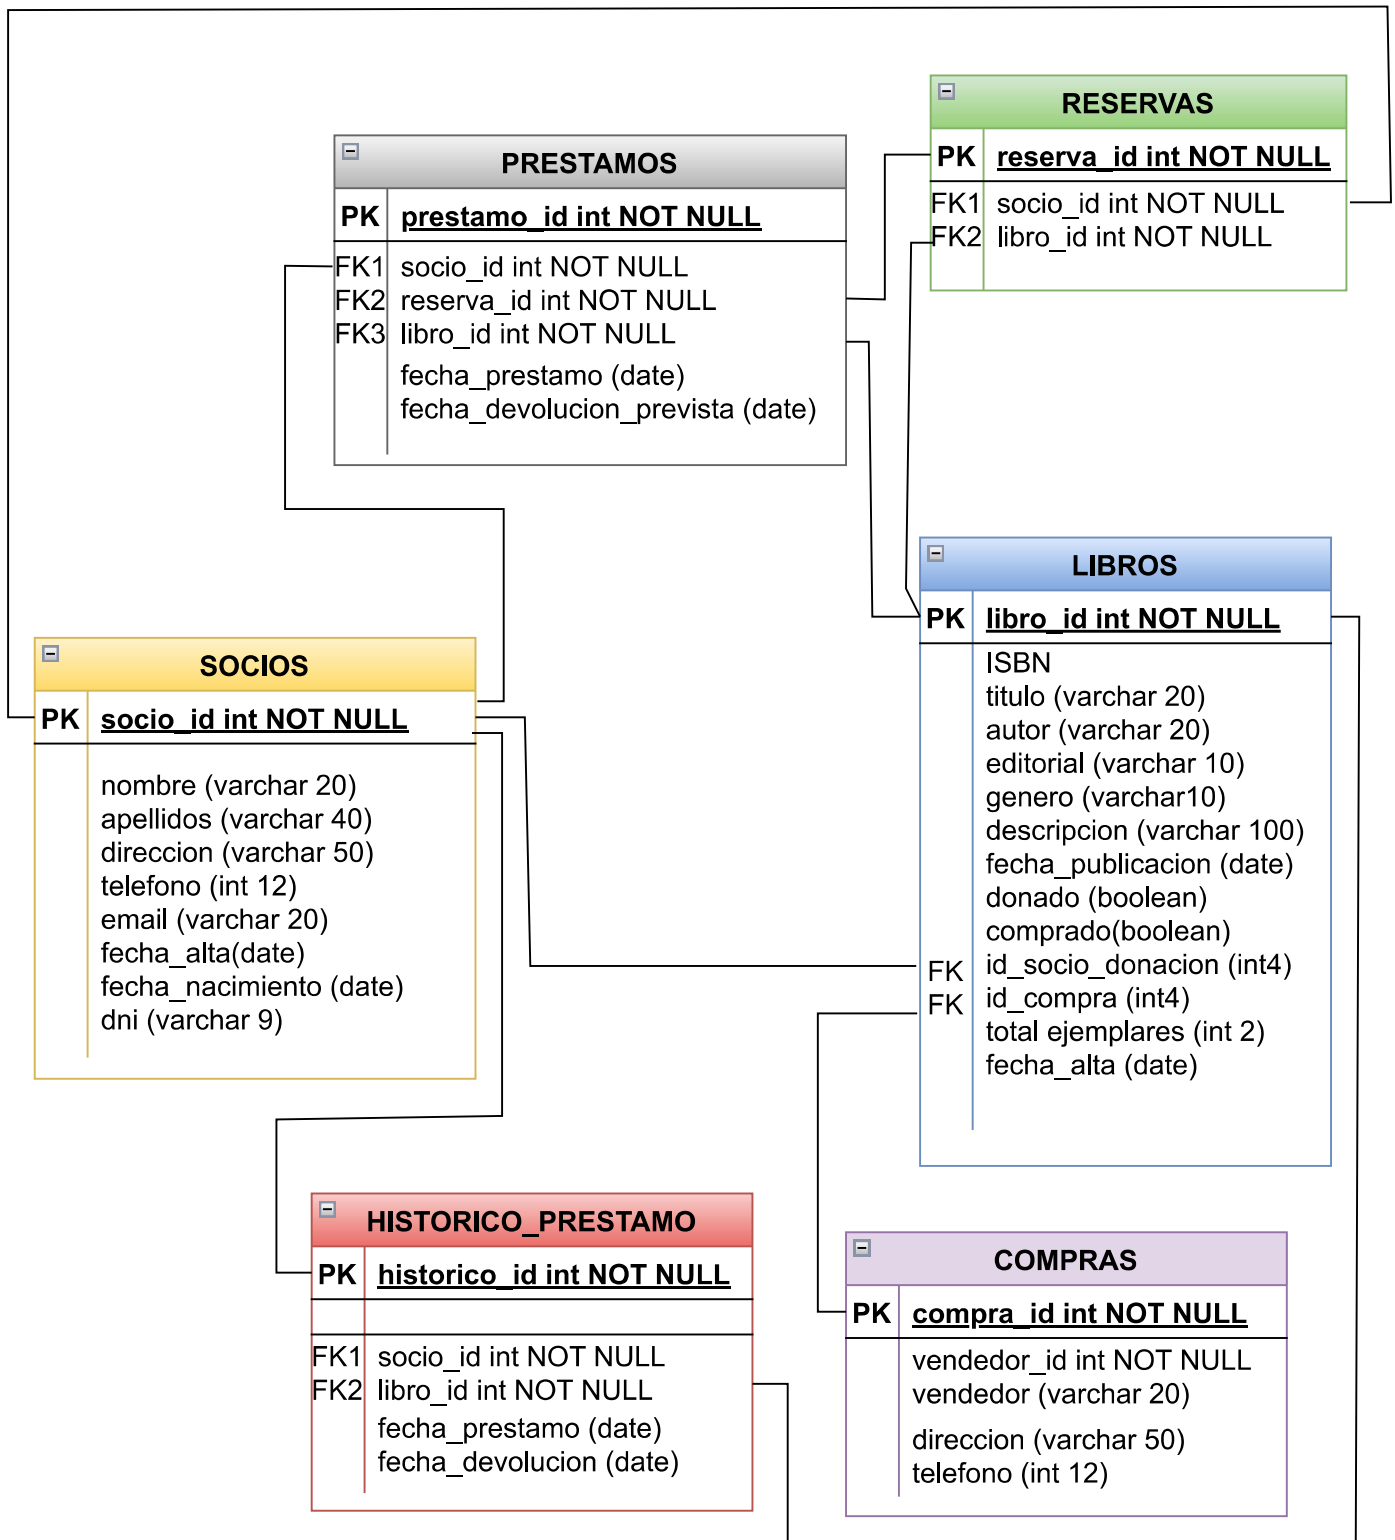 RESERVAS
PK reserva_id int NOT NULL
FK1 socio_id int NOT NULL
FK2 libro_id int NOT NULL
PRESTAMOS
PK prestamo_id int NOT NULL
FK1 socio_id int NOT NULL
FK2 reserva_id int NOT NULL
FK3 libro_id int NOT NULL
fecha_prestamo (date)
fecha_devolucion_prevista (date)
LIBROS
PK libro_id int NOT NULL
ISBN
titulo (varchar 20)
autor (varchar 20)
editorial (varchar 10)
genero (varchar10)
descripcion (varchar 100)
fecha_publicacion (date)
donado (boolean)
comprado(boolean)
FK id_socio_donacion (int4)
FK id_compra (int4)
total ejemplares (int 2)
fecha_alta (date)
SOCIOS
PK socio_id int NOT NULL
nombre (varchar 20)
apellidos (varchar 40)
direccion (varchar 50)
telefono (int 12)
email (varchar 20)
fecha_alta(date)
fecha_nacimiento (date)
dni (varchar 9)
HISTORICO_PRESTAMO
PK historico_id int NOT NULL
FK1 socio_id int NOT NULL
FK2 libro_id int NOT NULL
fecha_prestamo (date)
fecha_devolucion (date)
COMPRAS
PK compra_id int NOT NULL
vendedor_id int NOT NULL
vendedor (varchar 20)
direccion (varchar 50)
telefono (int 12)